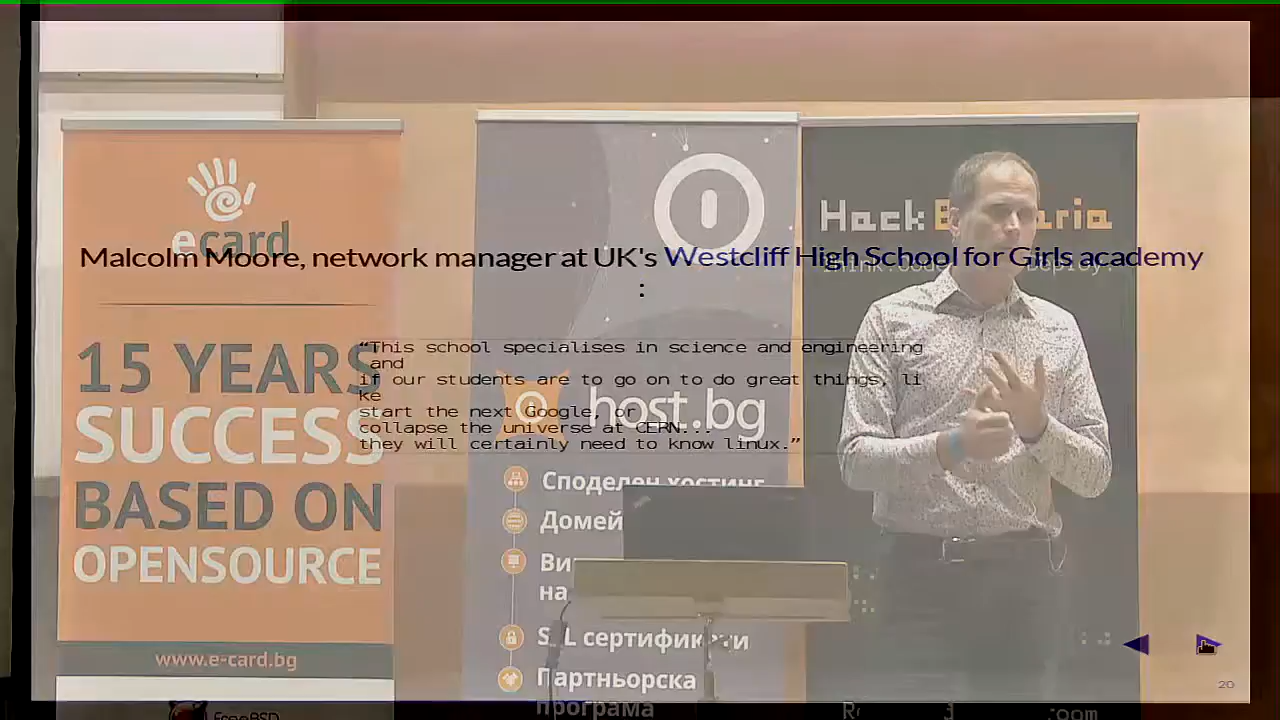 ecard
15 YEARS
SUCCESS
BASED ON
OPENSOURCE
www.e-card.bg
FreeBSD
host.bg
Споделен хостинг
Домей
Ви
на
сертификати
Партньорска
програма
Hack B aria
Malcolm Moore, network manager at UK's Westcliff High School for Girls academy
:
“This school specialises in science and engineering
and
if our students are to go on to do great things, li
ke
start the next Google, or
collapse the universe at CERN...
they will certainly need to know linux.”
20